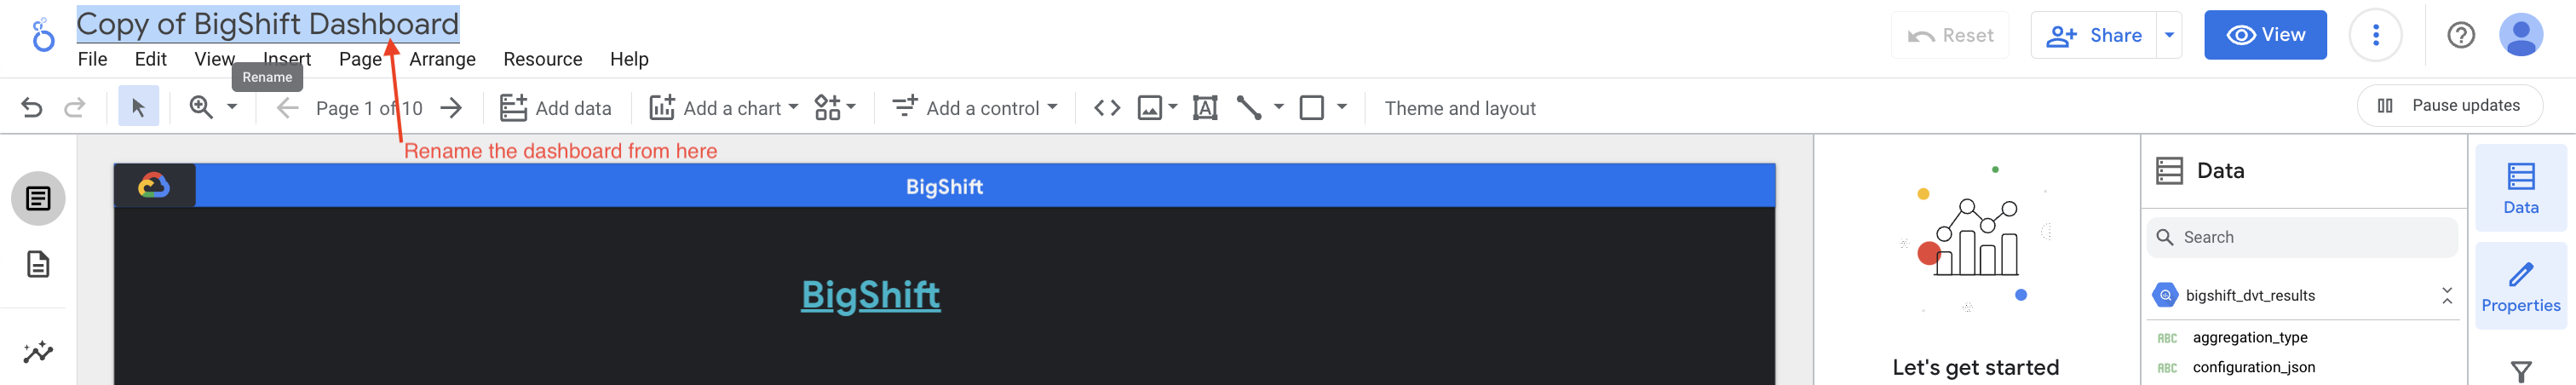 Copy of BigShift Dashboard
Reset
Share
View
File Edit View Insert Page Arrange Resource Help
Rename
Page 1 of 10
Add data
Add a chart
Add a control
Theme and layout
Pause updates
Rename the dashboard from here
BigShift
BigShift
Let's get started
Data
Search
bigshift_dvt_results
ABC aggregation_type
ABC configuration_json
Data
Properties